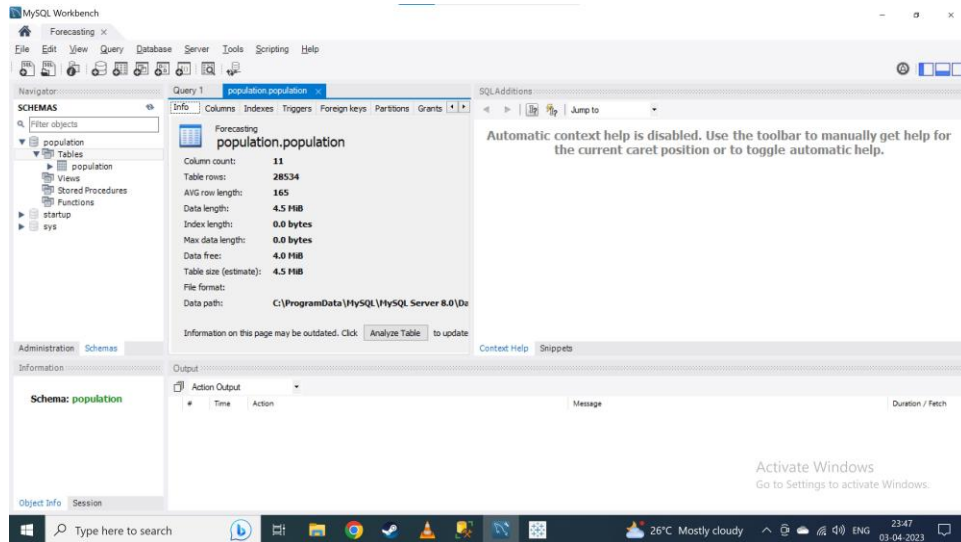 MySQL Workbench
Forecasting
File Edit View Query Database Server Tools Scripting Help
Navigator
SCHEMAS
Filter objects
population
Tables
population
Views
Stored Procedures
Functions
startup
sys
Administration Schemas
Query 1 population.population
Info Columns Indexes Triggers Foreign keys Partitions Grants
Forecasting
population.population
Column count: 11
Table rows: 28534
AVG row length: 165
Data length: 4.5 MiB
Index length: 0.0 bytes
Max data length: 0.0 bytes
Data free: 4.0 MiB
Table size (estimate): 4.5 MiB
File format:
Data path: C:\ProgramData\MySQL\MySQL Server 8.0\Da
Information on this page may be outdated. Click Analyze Table to update
SQLAdditions
Jump to
Automatic context help is disabled. Use the toolbar to manually get help for
the current caret position or to toggle automatic help.
Context Help Snippets
Information
Schema: population
Object Info Session
Output
Action Output
# Time Action Message Duration / Fetch
Activate Windows
Go to Settings to activate Windows.
Type here to search
26°C Mostly cloudy ENG
23:47
03-04-2023